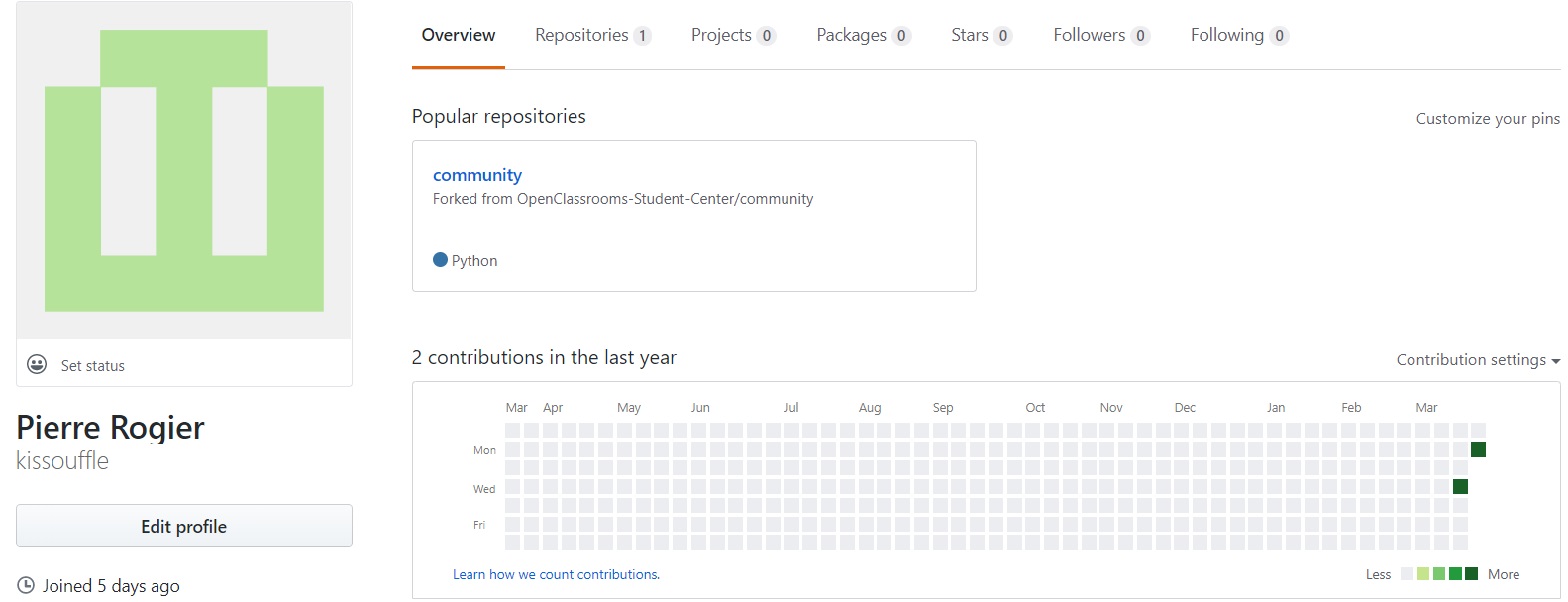 Overview Repositories 1 Projects 0 Packages 0 Stars 0 Followers 0 Following 0
Popular repositories Customize your pins
community
Forked from OpenClassrooms-Student-Center/community
Python
Set status
Pierre Rogier
kissouffle
Edit profile
Joined 5 days ago
2 contributions in the last year Contribution settings
Mar Apr May Jun Jul Aug Sep Oct Nov Dec Jan Feb Mar
Mon
Wed
Fri
Learn how we count contributions. Less More